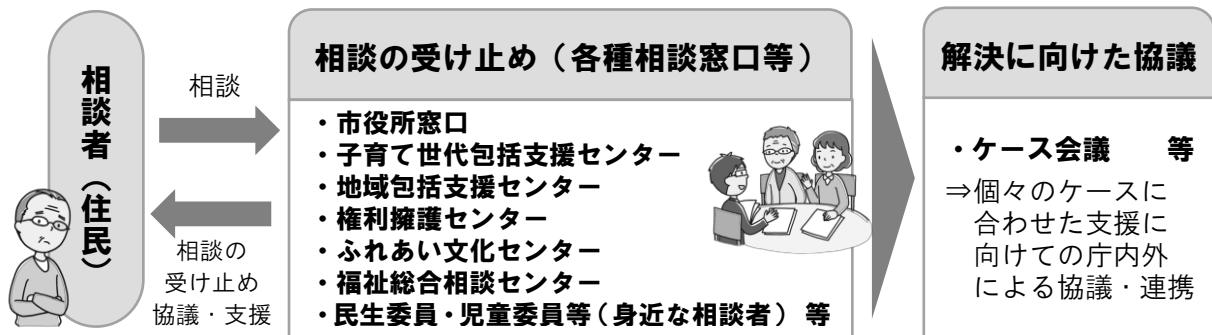 相談者（住民）
相談
相談の
受け止め
協議・支援
相談の受け止め（各種相談窓口等）
・市役所窓口
・子育て世代包括支援センター
・地域包括支援センター
・権利擁護センター
・ふれあい文化センター
・福祉総合相談センター
・民生委員・児童委員等（身近な相談者） 等
解決に向けた協議
・ケース会議　　等
⇒個々のケースに
合わせた支援に
向けての庁内外
による協議・連携